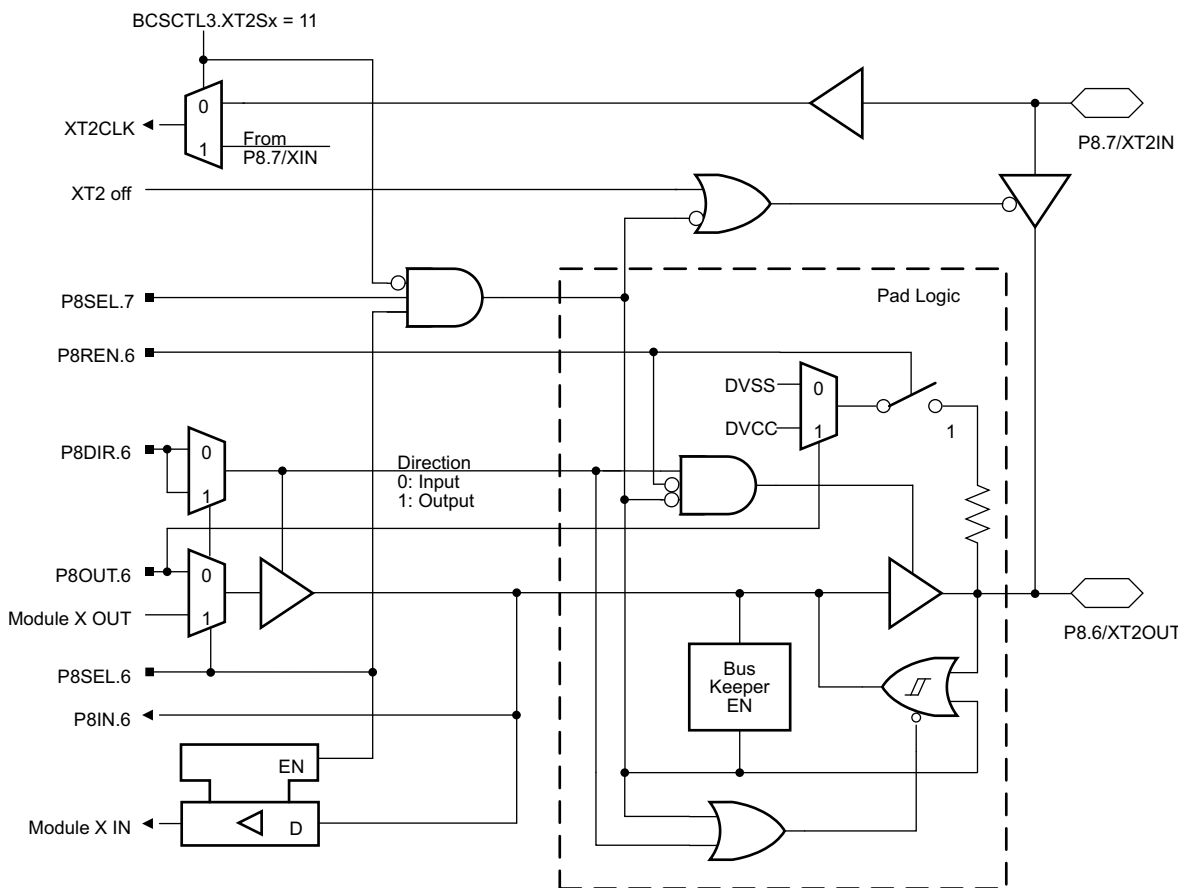 BCSCTL3.XT2Sx = 11
0
XT2CLK
From
1
P8.7/XIN
P8.7/XT2IN
XT2 off
P8SEL.7
Pad Logic
P8REN.6
DVSS
0
DVCC
1
1
P8DIR.6
0
Direction
0: Input
1
1: Output
P8OUT.6
0
Module X OUT
1
P8.6/XT2OUT
P8SEL.6
Bus
Keeper
EN
P8IN.6
EN
Module X IN
D